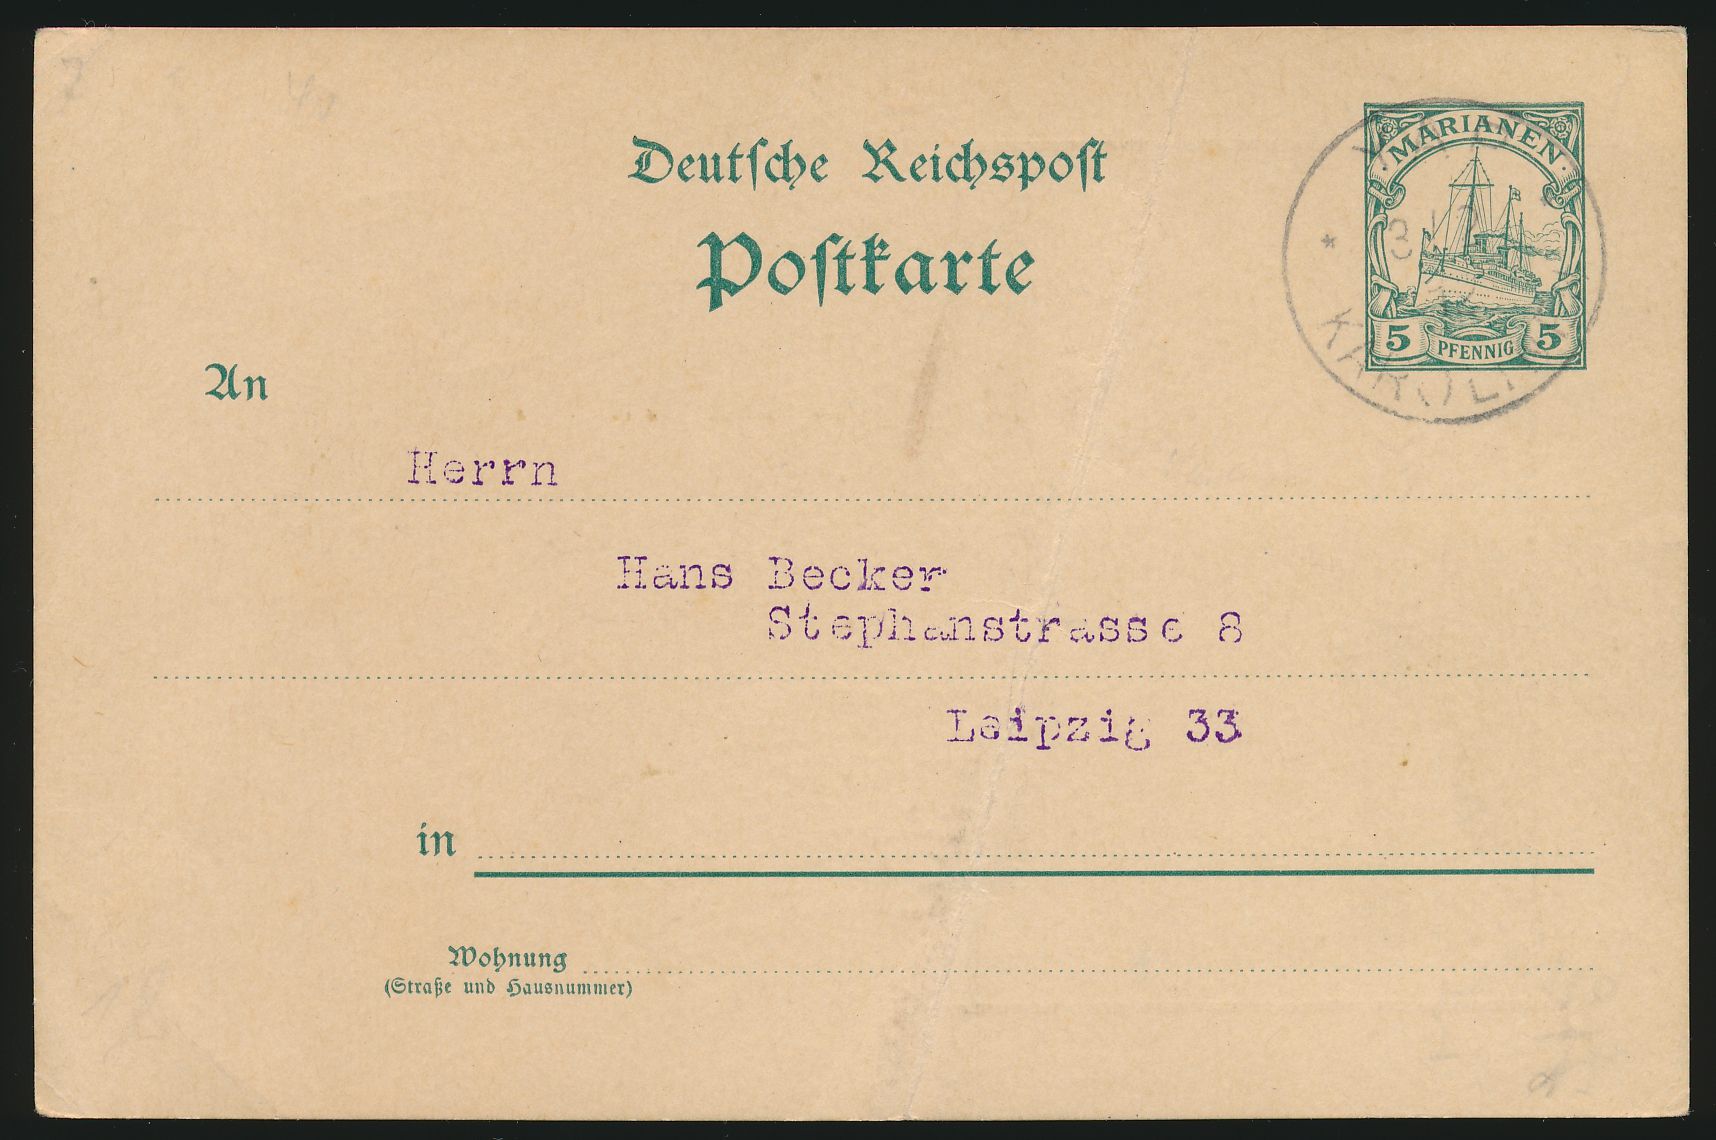 MARIANEN
5 PFENNIG 5
Deutsche Reichspost
Postkarte
An
Herrn
Hans Becker
Stephanstrasse 8
Leipzig 33
in
Wohnung
(Straße und Hausnummer)